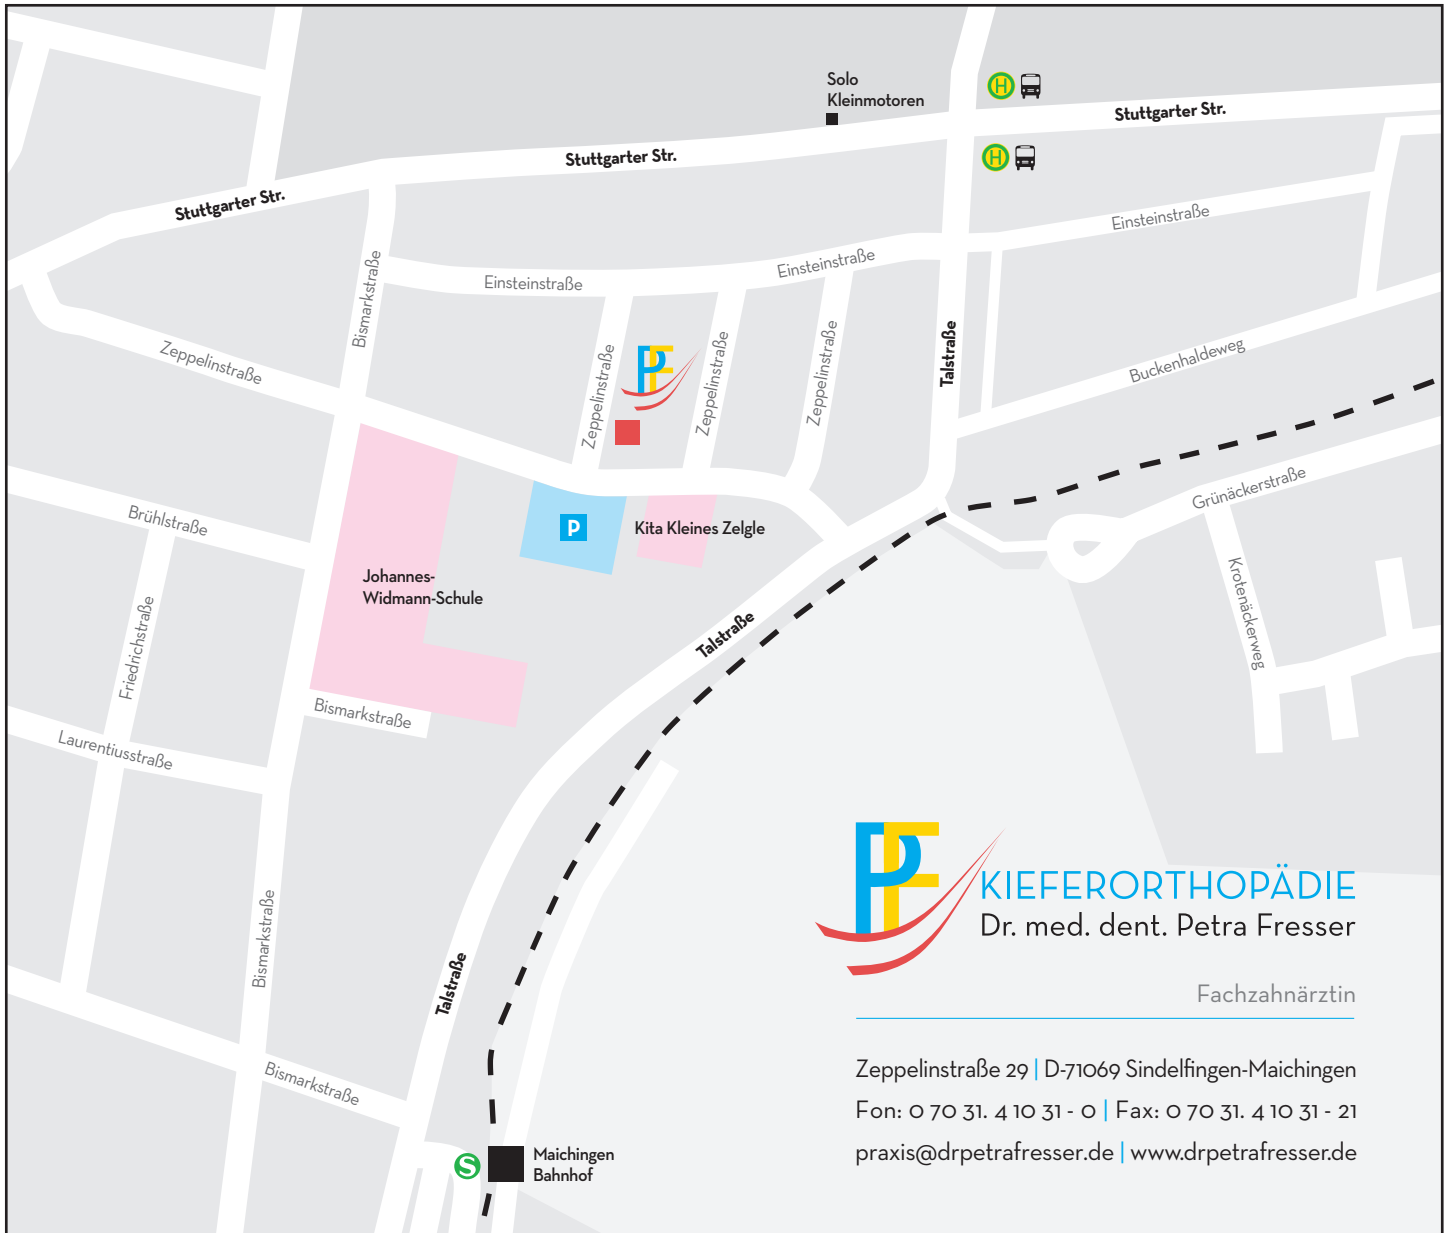 Solo
Kleinmotoren
H
Stuttgarter Str.
Stuttgarter Str.
H
Stuttgarter Str.
Einsteinstraße
Bismarkstraße
Einsteinstraße
Einsteinstraße
Zeppelinstraße
Zeppelinstraße
Zeppelinstraße
Zeppelinstraße
Talstraße
Buckenhaldeweg
PF
Grünäckerstraße
Brühlstraße
P
Kita Kleines Zelgle
Johannes-
Widmann-Schule
Krotenäckerweg
Friedrichstraße
Talstraße
Bismarkstraße
Laurentiusstraße
Bismarkstraße
Talstraße
Bismarkstraße
S
Maichingen
Bahnhof
PF
KIEFERORTHOPÄDIE
Dr. med. dent. Petra Fresser
Fachzahnärztin
Zeppelinstraße 29 | D-71069 Sindelfingen-Maichingen
Fon: 0 70 31. 4 10 31 - 0 | Fax: 0 70 31. 4 10 31 - 21
praxis@drpetrafresser.de | www.drpetrafresser.de